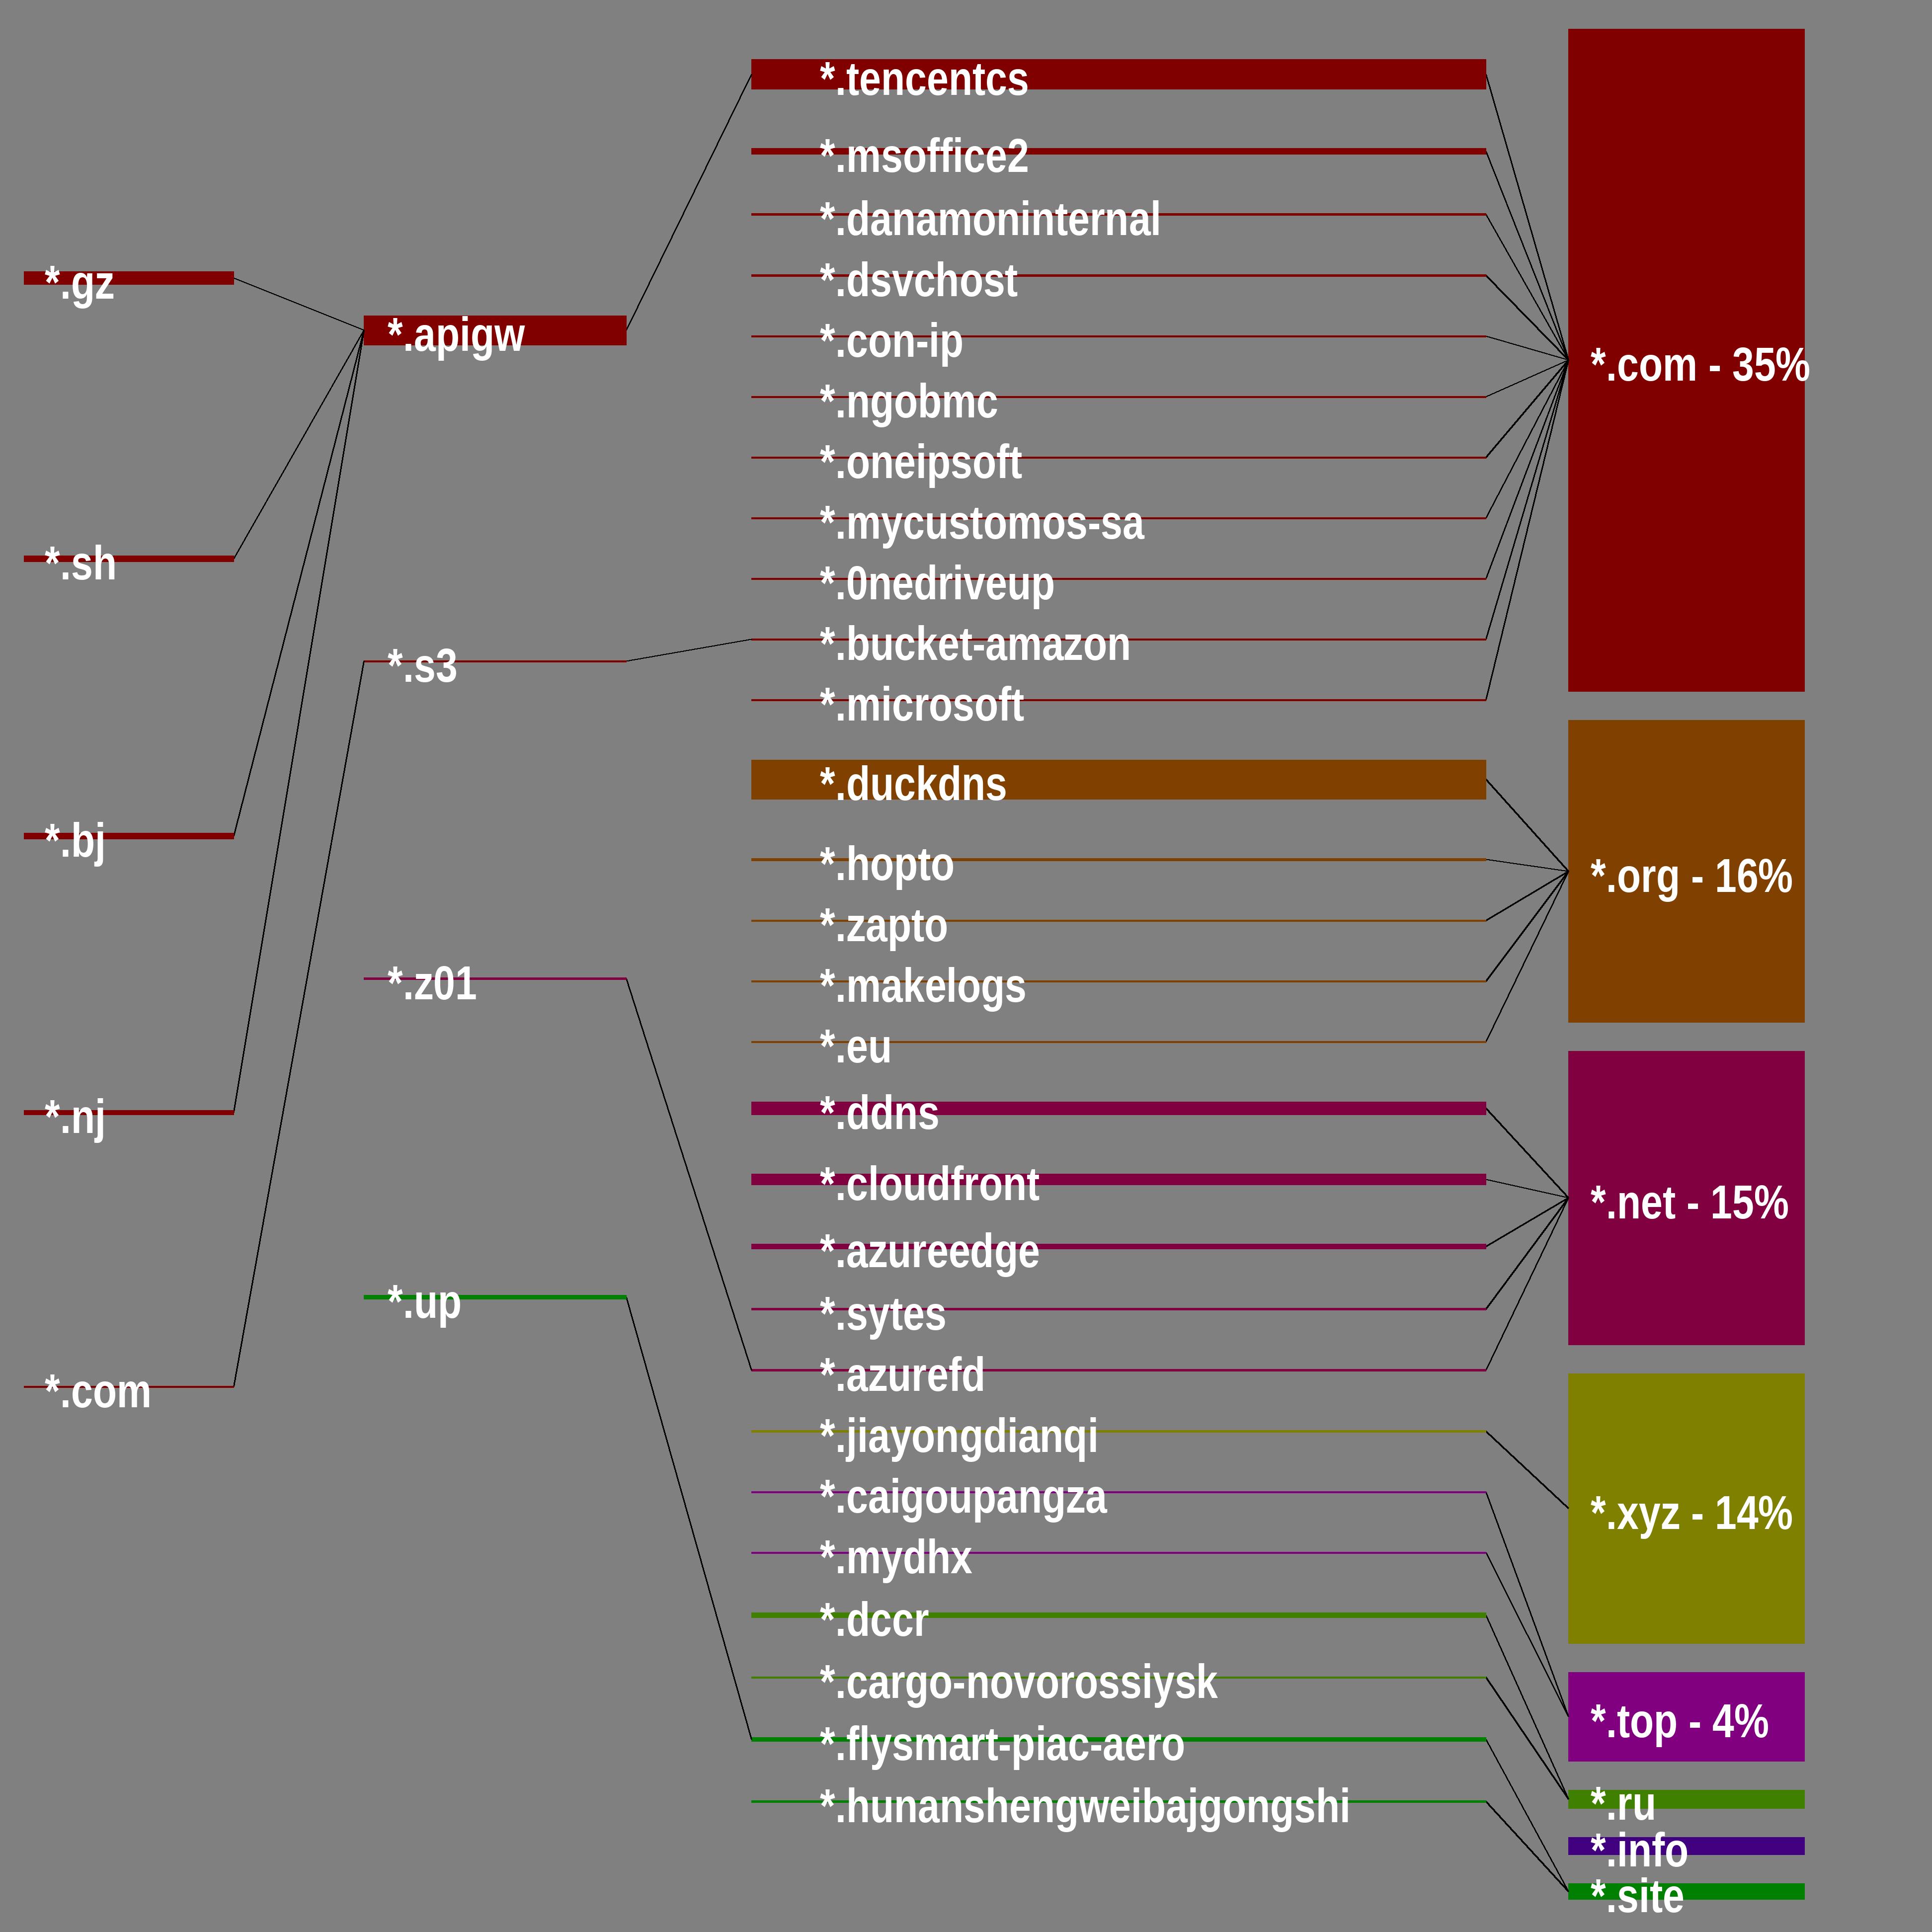 *.gz
*.sh
*.bj
*.nj
*.com
*.apigw
*.s3
*.z01
*.up
*.tencentcs
*.msoffice2
*.danamoninternal
*.dsvchost
*.con-ip
*.ngobmc
*.oneipsoft
*.mycustomos-sa
*.0nedriveup
*.bucket-amazon
*.microsoft
*.duckdns
*.hopto
*.zapto
*.makelogs
*.eu
*.ddns
*.cloudfront
*.azureedge
*.sytes
*.azurefd
*.jiayongdianqi
*.caigoupangza
*.mydhx
*.dccr
*.cargo-novorossiysk
*.flysmart-piac-aero
*.hunanshengweibajgongshi
*.com - 35%
*.org - 16%
*.net - 15%
*.xyz - 14%
*.top - 4%
*.ru
*.info
*.site